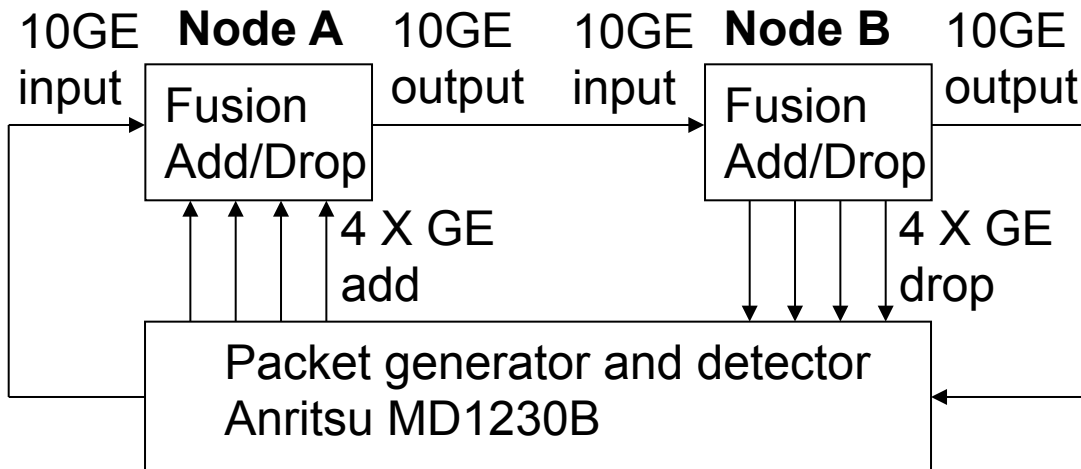 10GE
input
Node A
10GE
output
10GE
input
Node B
10GE
output
Fusion
Add/Drop
Fusion
Add/Drop
4 X GE
add
4 X GE
drop
Packet generator and detector
Anritsu MD1230B